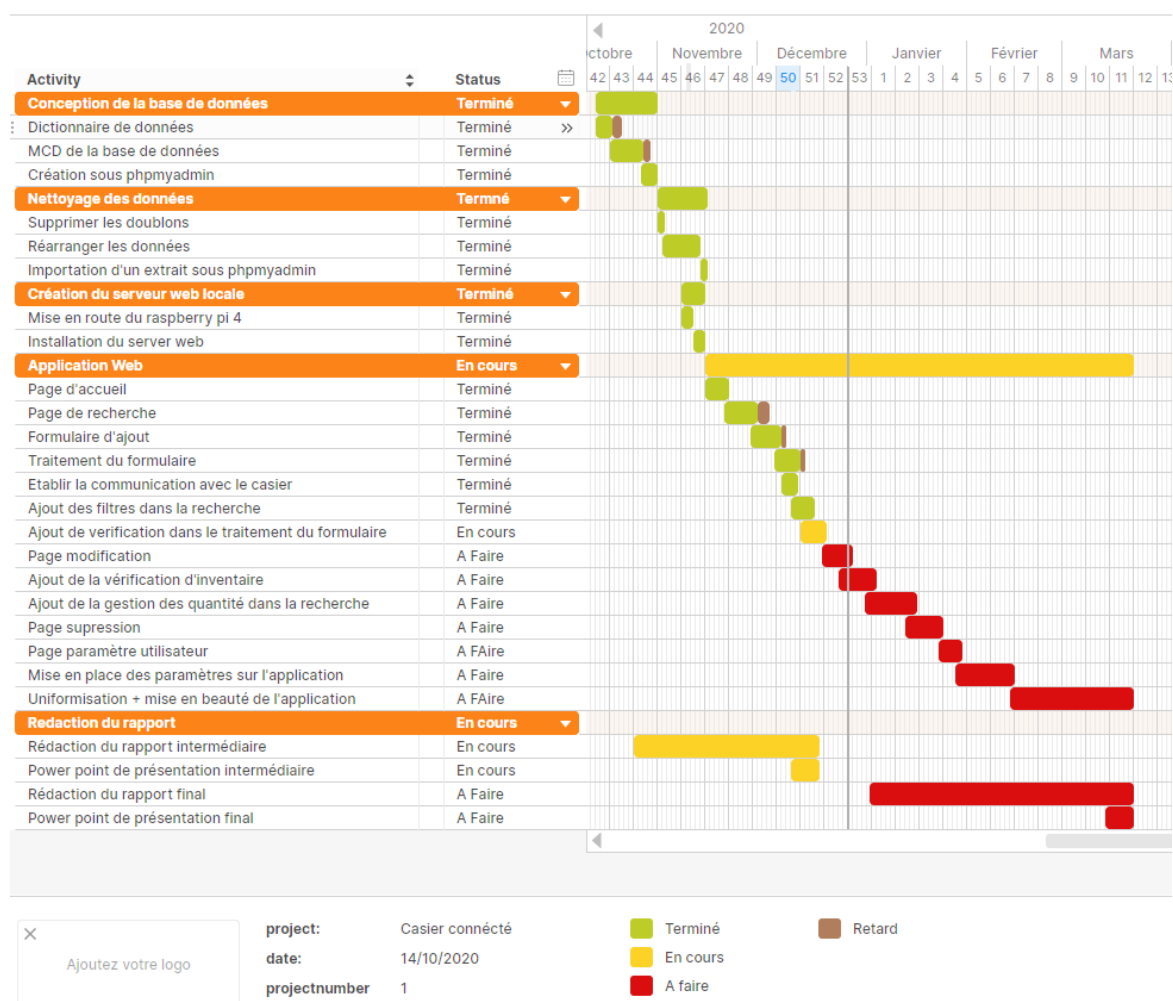 2020
ctobre Novembre Décembre Janvier Février Mars
Activity Status 42 43 44 45 46 47 48 49 50 51 52 53 1 2 3 4 5 6 7 8 9 10 11 12 13
Conception de la base de données Terminé
Dictionnaire de données Terminé
MCD de la base de données Terminé
Création sous phpmyadmin Terminé
Nettoyage des données Termné
Supprimer les doublons Terminé
Réarranger les données Terminé
Importation d'un extrait sous phpmyadmin Terminé
Création du serveur web locale Terminé
Mise en route du raspberry pi 4 Terminé
Installation du server web Terminé
Application Web En cours
Page d'accueil Terminé
Page de recherche Terminé
Formulaire d'ajout Terminé
Traitement du formulaire Terminé
Etablir la communication avec le casier Terminé
Ajout des filtres dans la recherche Terminé
Ajout de verification dans le traitement du formulaire En cours
Page modification A Faire
Ajout de la vérification d'inventaire A Faire
Ajout de la gestion des quantité dans la recherche A Faire
Page supression A Faire
Page paramètre utilisateur A FAire
Mise en place des paramètres sur l'application A Faire
Uniformisation + mise en beauté de l'application A FAire
Redaction du rapport En cours
Rédaction du rapport intermédiaire En cours
Power point de présentation intermédiaire En cours
Rédaction du rapport final A Faire
Power point de présentation final A Faire
project: Casier connécté Terminé Retard
Ajoutez votre logo date: 14/10/2020 En cours
projectnumber 1 A faire